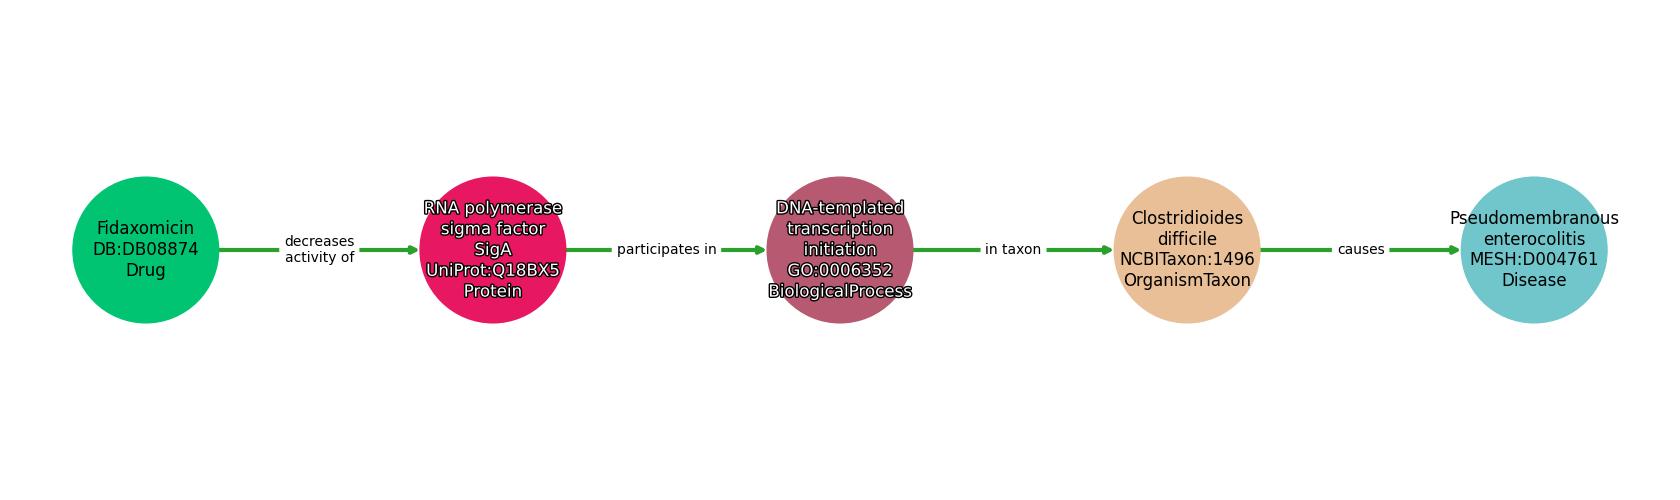 Fidaxomicin
DB:DB08874
Drug
decreases
activity of
RNA polymerase
sigma factor
SigA
UniProt:Q18BX5
Protein
participates in
DNA-templated
transcription
initiation
GO:0006352
BiologicalProcess
in taxon
Clostridioides
difficile
NCBITaxon:1496
OrganismTaxon
causes
Pseudomembranous
enterocolitis
MESH:D004761
Disease